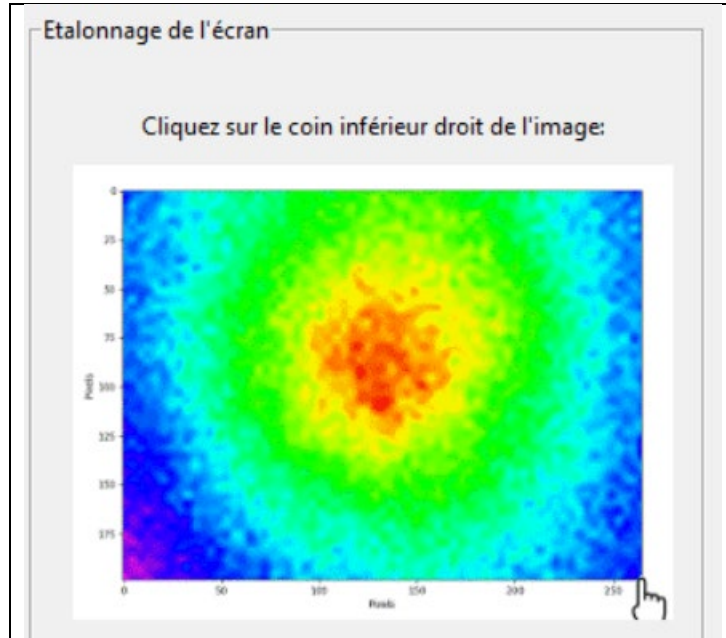 Etalonnage de l'écran
Cliquez sur le coin inférieur droit de l'image:
0
25
50
75
100
125
150
175
Pixels
0 50 100 150 200 250
Pixels